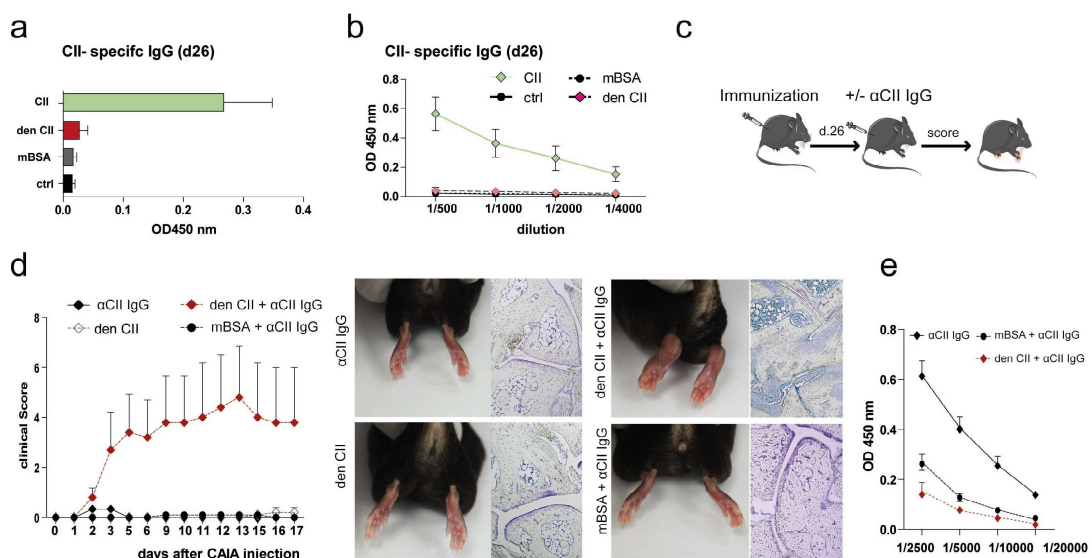 a
CII- specifc IgG (d26)
CII
den CII
mBSA
ctrl
0.0 0.1 0.2 0.3 0.4
OD450 nm
b
CII- specific IgG (d26)
CII mBSA
ctrl den CII
0.8
0.6
0.4
0.2
0.0
OD 450 nm
1/500 1/1000 1/2000 1/4000
dilution
c
Immunization +/- αCII IgG
d.26 score
d
αCII IgG den CII + αCII IgG
den CII mBSA + αCII IgG
8
6
4
2
0
clinical Score
0 1 2 3 5 6 9 10 11 12 13 15 16 17
days after CAIA injection
αCII IgG
den CII + αCII IgG
den CII
mBSA + αCII IgG
e
αCII IgG mBSA + αCII IgG
den CII + αCII IgG
0.8
0.6
0.4
0.2
0.0
OD 450 nm
1/2500 1/5000 1/10000 1/20000